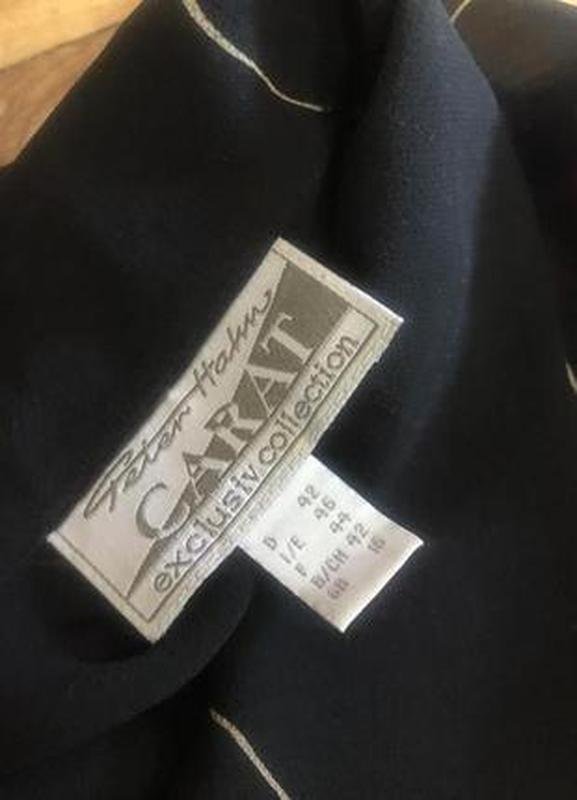 Peter Hahn
CARAT
exclusiv collection
D 42
I/E 46
F 44
B/CH 42
GB 16